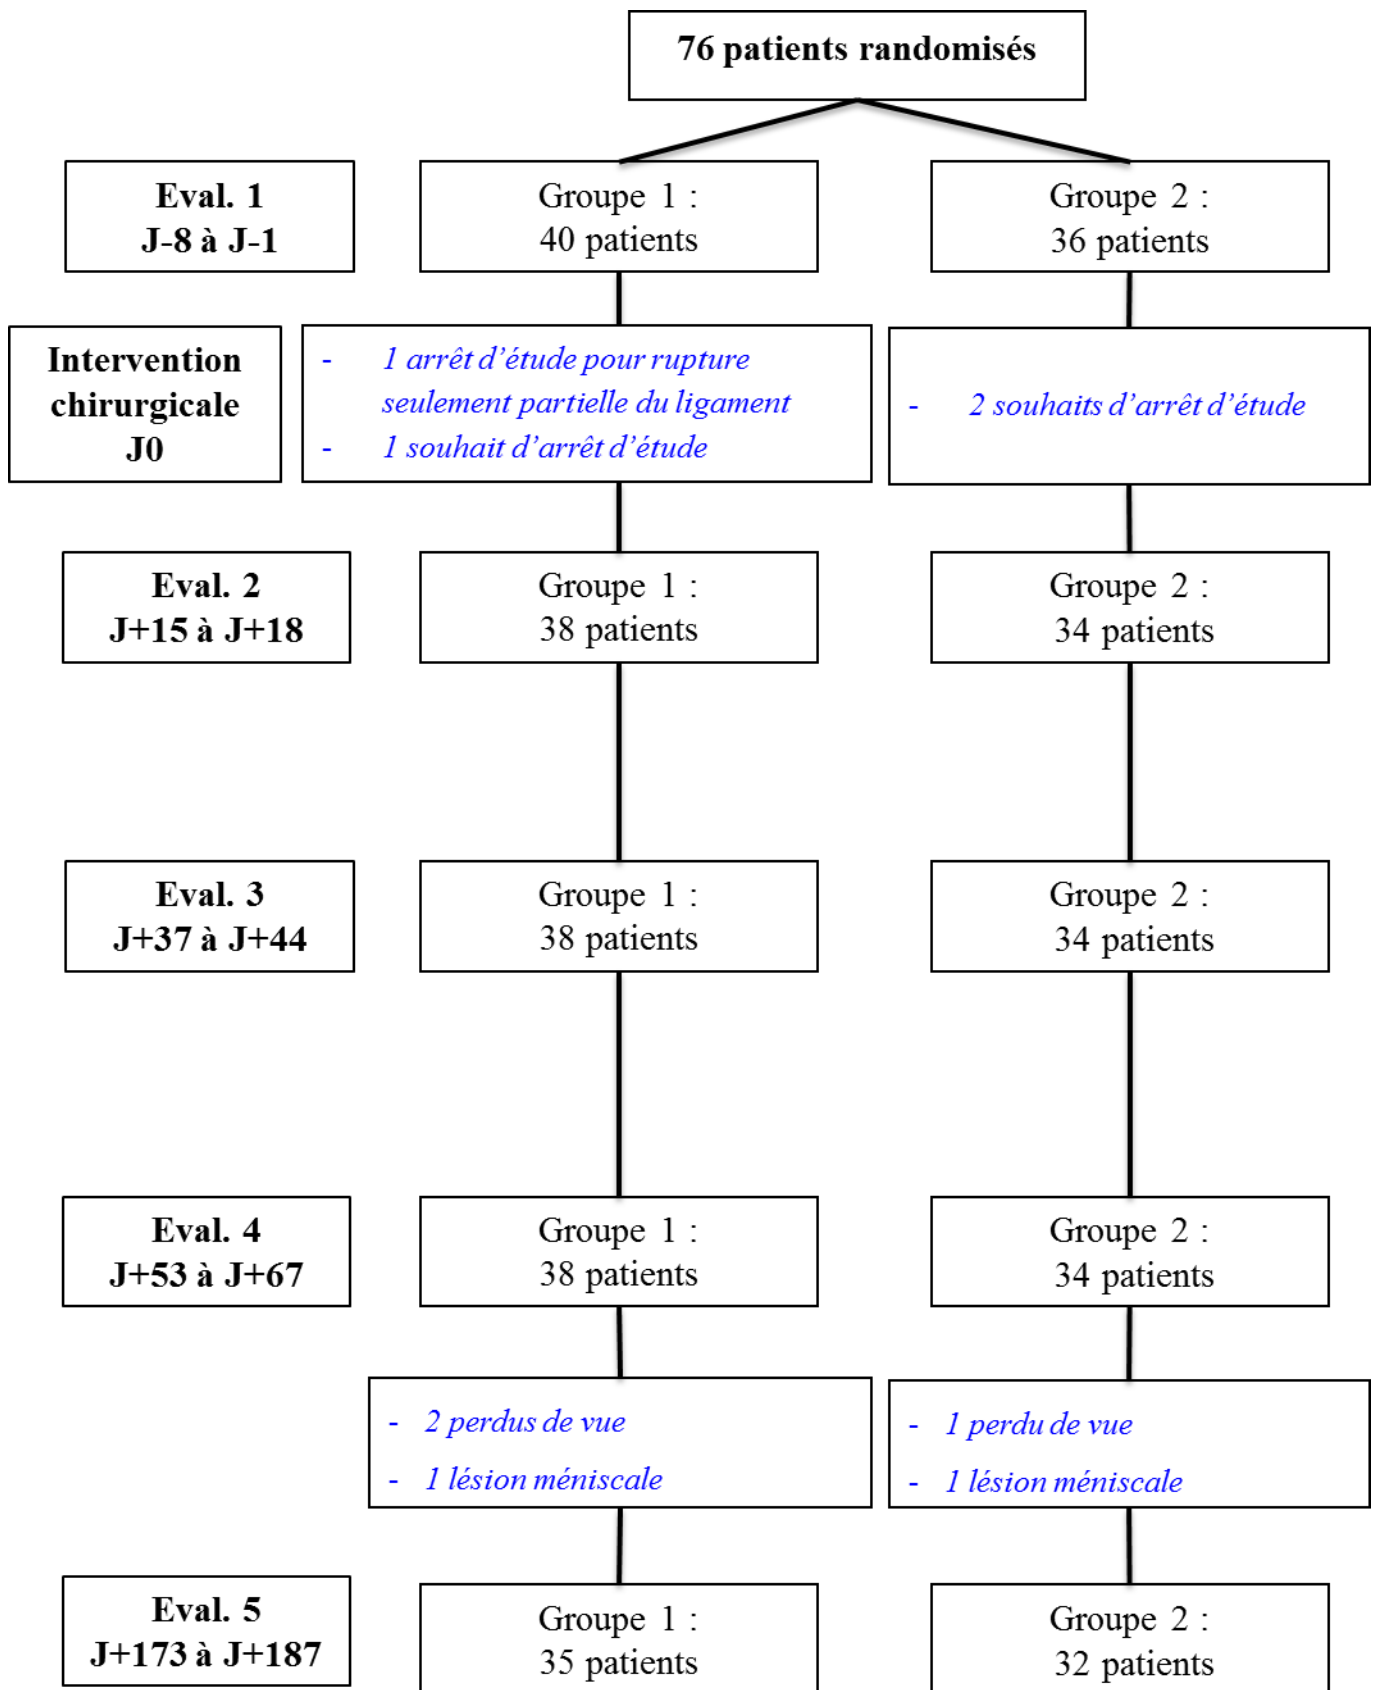 76 patients randomisés
Eval. 1
J-8 à J-1
Groupe 1 :
40 patients
Groupe 2 :
36 patients
Intervention
chirurgicale
J0
- 1 arrêt d’étude pour rupture
seulement partielle du ligament
- 1 souhait d’arrêt d’étude
- 2 souhaits d’arrêt d’étude
Eval. 2
J+15 à J+18
Groupe 1 :
38 patients
Groupe 2 :
34 patients
Eval. 3
J+37 à J+44
Groupe 1 :
38 patients
Groupe 2 :
34 patients
Eval. 4
J+53 à J+67
Groupe 1 :
38 patients
Groupe 2 :
34 patients
- 2 perdus de vue
- 1 lésion méniscale
- 1 perdu de vue
- 1 lésion méniscale
Eval. 5
J+173 à J+187
Groupe 1 :
35 patients
Groupe 2 :
32 patients